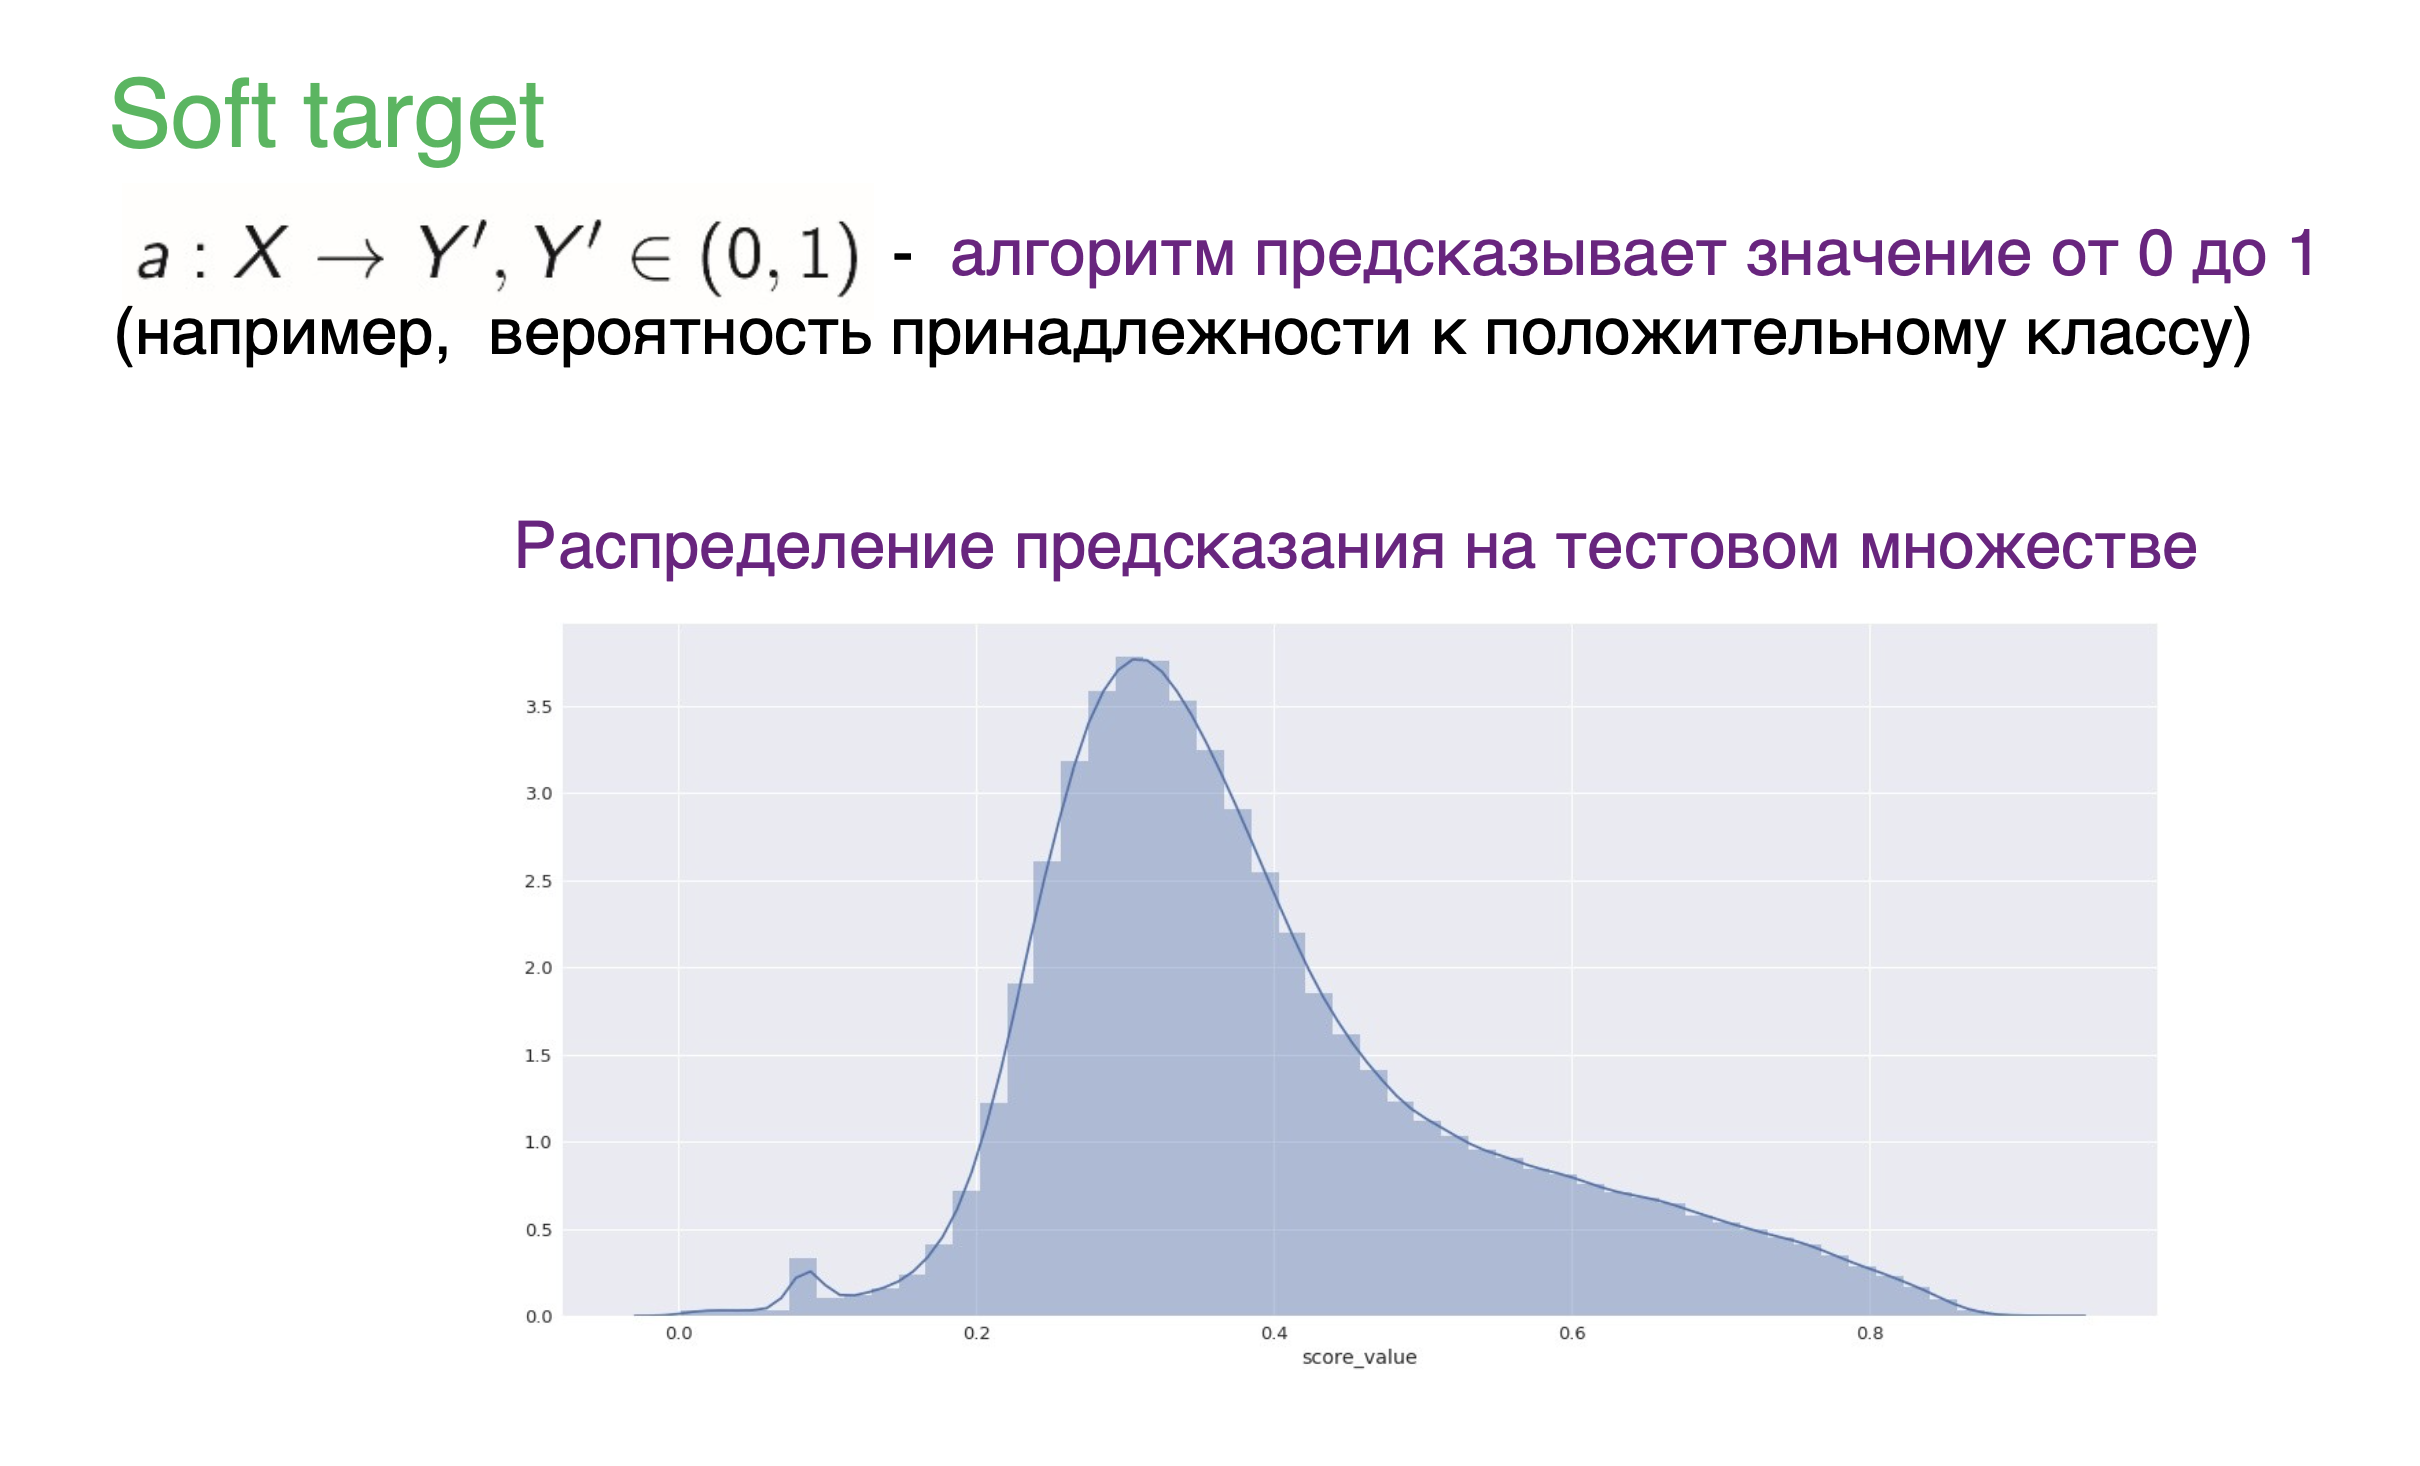 Soft target
a : X → Y′, Y′ ∈ (0, 1) - алгоритм предсказывает значение от 0 до 1
(например, вероятность принадлежности к положительному классу)
Распределение предсказания на тестовом множестве
3.5
3.0
2.5
2.0
1.5
1.0
0.5
0.0
0.0 0.2 0.4 0.6 0.8
score_value